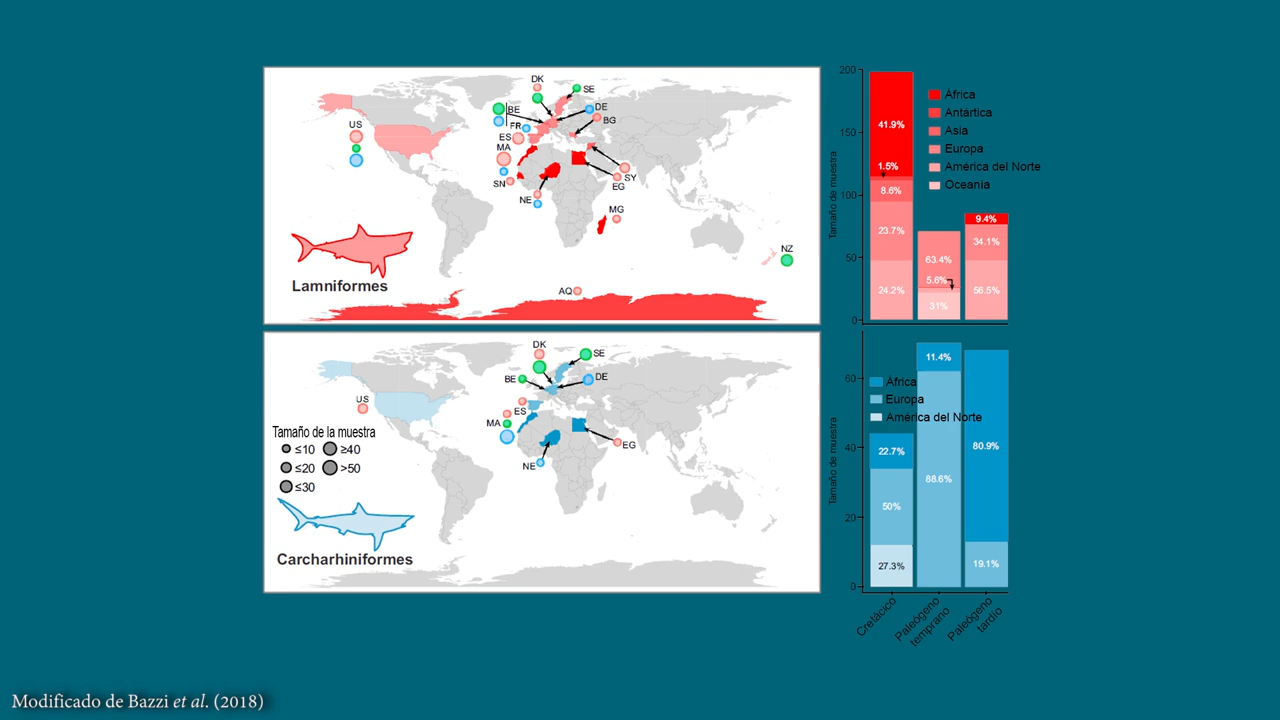 DK
SE
BE
DE
US
FR
BG
ES
MA
SY
SN
EG
NE
MG
NZ
AQ
Lamniformes
200
150
100
50
0
Tamaño de muestra
África
Antártica
Asia
Europa
América del Norte
Oceanía
41.9%
1.5%
8.6%
23.7%
24.2%
63.4%
5.6%
31%
9.4%
34.1%
56.5%
DK
SE
BE
DE
US
ES
MA
EG
NE
Tamaño de la muestra
≤10 ≥40
≤20 >50
≤30
Carcharhiniformes
60
40
20
0
Tamaño de muestra
África
Europa
América del Norte
22.7%
50%
27.3%
11.4%
88.6%
80.9%
19.1%
Cretácico
Paleógeno
temprano
Paleógeno
tardío
Modificado de Bazzi et al. (2018)